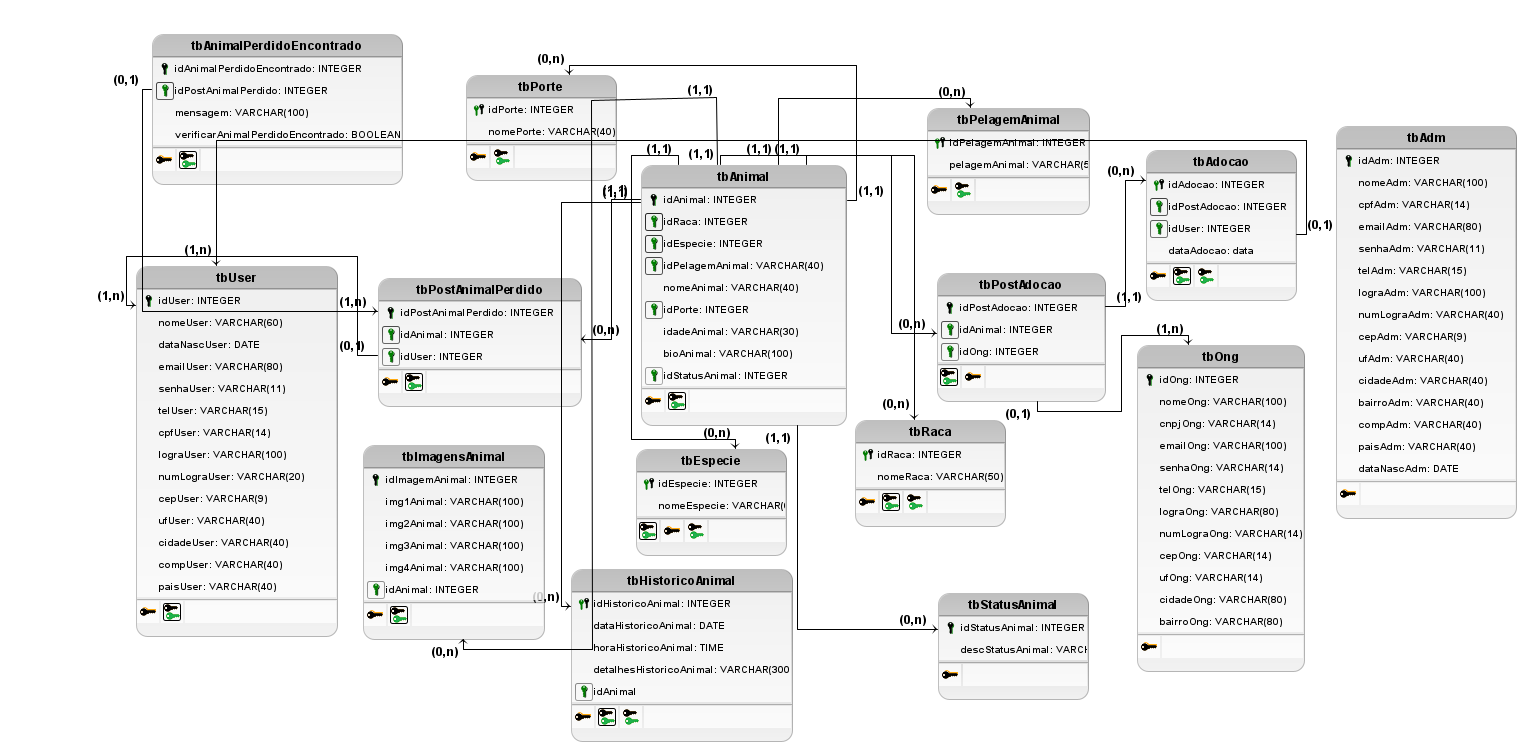 tbAnimalPerdidoEncontrado
idAnimalPerdidoEncontrado: INTEGER
idPostAnimalPerdido: INTEGER
mensagem: VARCHAR(100)
verificarAnimalPerdidoEncontrado: BOOLEAN
(0,1)
(0,n)
tbPorte
idPorte: INTEGER
nomePorte: VARCHAR(40)
(1,1)
(0,n)
tbPelagemAnimal
idPelagemAnimal: INTEGER
pelagemAnimal: VARCHAR(5
tbAdm
idAdm: INTEGER
nomeAdm: VARCHAR(100)
cpfAdm: VARCHAR(14)
emailAdm: VARCHAR(80)
senhaAdm: VARCHAR(11)
telAdm: VARCHAR(15)
lograAdm: VARCHAR(100)
numLograAdm: VARCHAR(40)
cepAdm: VARCHAR(9)
ufAdm: VARCHAR(40)
cidadeAdm: VARCHAR(40)
bairroAdm: VARCHAR(40)
compAdm: VARCHAR(40)
paisAdm: VARCHAR(40)
dataNascAdm: DATE
(1,1)
(1,1)
(1,1)
(1,1)
tbAnimal
idAnimal: INTEGER
idRaca: INTEGER
idEspecie: INTEGER
idPelagemAnimal: VARCHAR(40)
nomeAnimal: VARCHAR(40)
idPorte: INTEGER
idadeAnimal: VARCHAR(30)
bioAnimal: VARCHAR(100)
idStatusAnimal: INTEGER
(1,1)
(1,1)
(1,1)
(0,n)
tbAdocao
idAdocao: INTEGER
idPostAdocao: INTEGER
idUser: INTEGER
dataAdocao: data
(0,1)
(1,n)
(1,n)
tbUser
idUser: INTEGER
nomeUser: VARCHAR(60)
dataNascUser: DATE
emailUser: VARCHAR(80)
senhaUser: VARCHAR(11)
telUser: VARCHAR(15)
cpfUser: VARCHAR(14)
lograUser: VARCHAR(100)
numLograUser: VARCHAR(20)
cepUser: VARCHAR(9)
ufUser: VARCHAR(40)
cidadeUser: VARCHAR(40)
compUser: VARCHAR(40)
paisUser: VARCHAR(40)
(1,n)
(0,1)
tbPostAnimalPerdido
idPostAnimalPerdido: INTEGER
idAnimal: INTEGER
idUser: INTEGER
(0,n)
tbPostAdocao
idPostAdocao: INTEGER
idAnimal: INTEGER
idOng: INTEGER
(1,1)
(0,n)
(0,1)
(1,n)
tbOng
idOng: INTEGER
nomeOng: VARCHAR(100)
cnpjOng: VARCHAR(14)
emailOng: VARCHAR(100)
senhaOng: VARCHAR(14)
telOng: VARCHAR(15)
lograOng: VARCHAR(80)
numLograOng: VARCHAR(14)
cepOng: VARCHAR(14)
ufOng: VARCHAR(14)
cidadeOng: VARCHAR(80)
bairroOng: VARCHAR(80)
(0,n)
tbRaca
idRaca: INTEGER
nomeRaca: VARCHAR(50)
tbImagensAnimal
idImagemAnimal: INTEGER
img1Animal: VARCHAR(100)
img2Animal: VARCHAR(100)
img3Animal: VARCHAR(100)
img4Animal: VARCHAR(100)
idAnimal: INTEGER
(0,n)
(0,n)
(1,1)
tbEspecie
idEspecie: INTEGER
nomeEspecie: VARCHAR(
(0,n)
tbHistoricoAnimal
idHistoricoAnimal: INTEGER
dataHistoricoAnimal: DATE
horaHistoricoAnimal: TIME
detalhesHistoricoAnimal: VARCHAR(300
idAnimal
(0,n)
tbStatusAnimal
idStatusAnimal: INTEGER
descStatusAnimal: VARCH